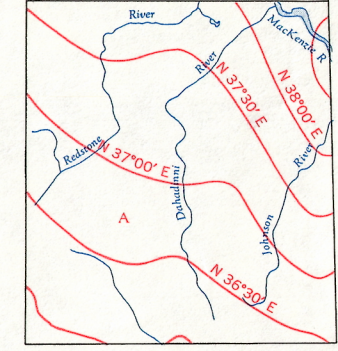 River
MacKenzie R
River
N 37°30' E
N 38°00' E
Redstone
N 37°00' E
River
Dahadinni
A
Johnson
N 36°30' E